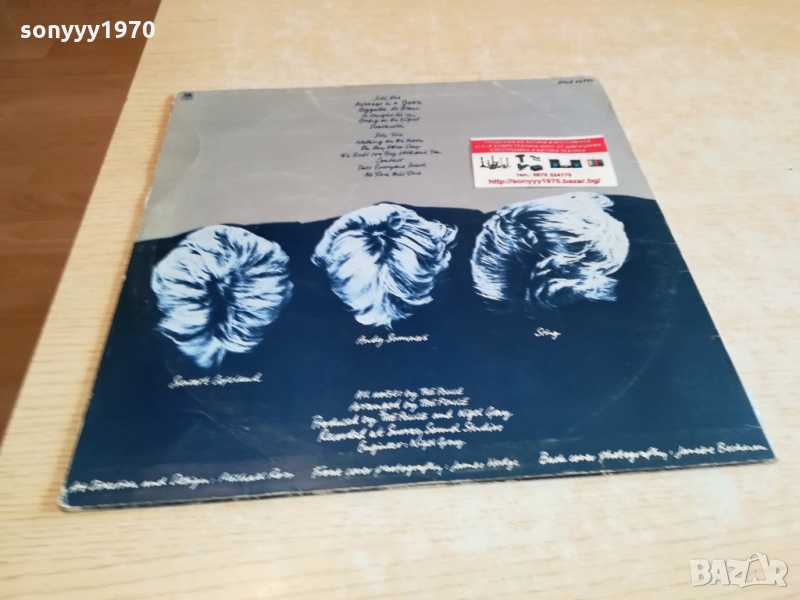 sonyyy1970
Side One
Message in a Bottle
Reggatta de Blanc
It's Alright For You
Bring on the Night
Deathwish
Side Two
Walking on the Moon
On Any Other Day
The Bed's Too Big Without You
Contact
Does Everyone Stare
No Time This Time
http://sonyyy1970.bazar.bg/
Stewart Copeland
Andy Summers
Sting
All noises by THE POLICE
Arranged by THE POLICE
Produced by THE POLICE and Nigel Gray
Recorded at Surrey Sound Studios
Engineer: Nigel Gray
Art Direction and Design: Michael Ross Front cover photography: James Wedge Back cover photography: Janette Beckman
BAZAR